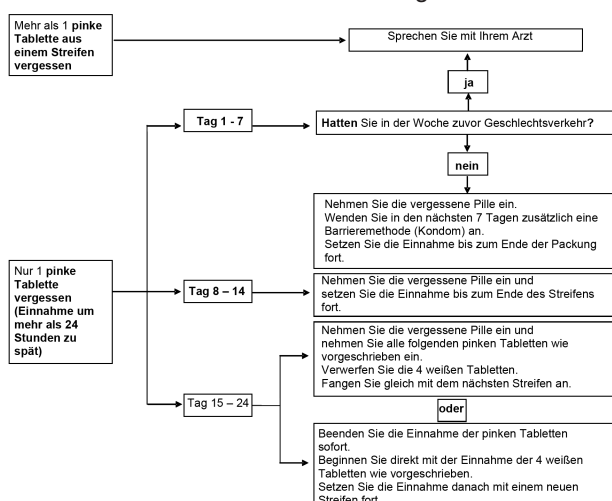 Mehr als 1 pinke
Tablette aus
einem Streifen
vergessen
Sprechen Sie mit Ihrem Arzt
ja
Tag 1 - 7
Hatten Sie in der Woche zuvor Geschlechtsverkehr?
nein
Nehmen Sie die vergessene Pille ein.
Wenden Sie in den nächsten 7 Tagen zusätzlich eine
Barrieremethode (Kondom) an.
Setzen Sie die Einnahme bis zum Ende der Packung
fort.
Nur 1 pinke
Tablette
vergessen
(Einnahme um
mehr als 24
Stunden zu
spät)
Tag 8 – 14
Nehmen Sie die vergessene Pille ein und
setzen Sie die Einnahme bis zum Ende des Streifens
fort.
Tag 15 – 24
Nehmen Sie die vergessene Pille ein und
nehmen Sie alle folgenden pinken Tabletten wie
vorgeschrieben ein.
Verwerfen Sie die 4 weißen Tabletten.
Fangen Sie gleich mit dem nächsten Streifen an.
oder
Beenden Sie die Einnahme der pinken Tabletten
sofort.
Beginnen Sie direkt mit der Einnahme der 4 weißen
Tabletten wie vorgeschrieben.
Setzen Sie die Einnahme danach mit einem neuen
Streifen fort.